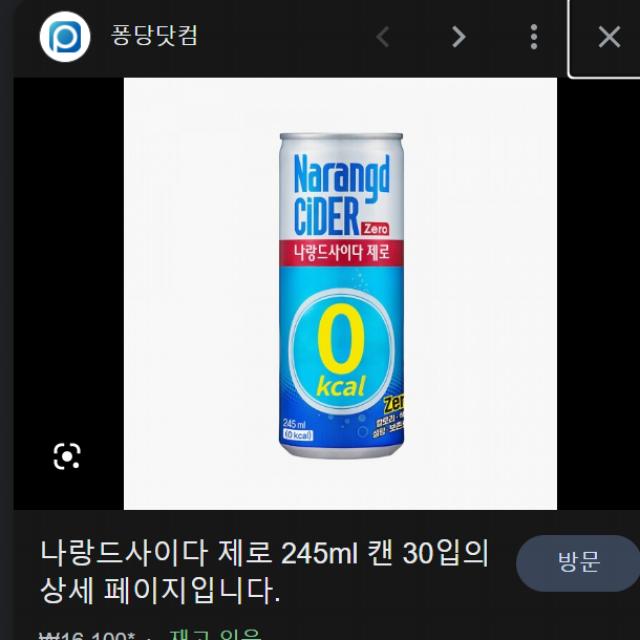 퐁당닷컴
Narangd
CiDER
Zero
나랑드사이다 제로
0
kcal
245 ml
(0 kcal)
나랑드사이다 제로 245ml 캔 30입의
상세 페이지입니다.
방문
₩16,100* · 재고 있음